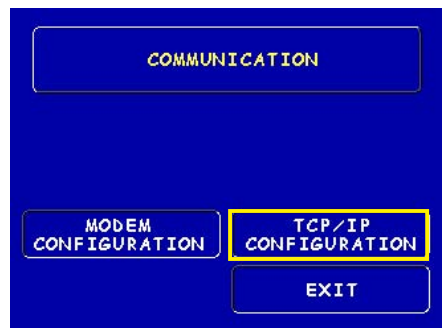 COMMUNICATION
MODEM
CONFIGURATION
TCP/IP
CONFIGURATION
EXIT